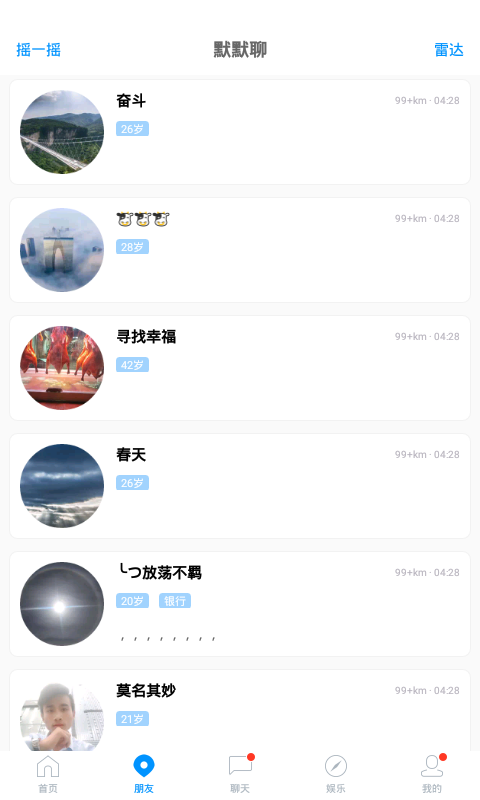 摇一摇 默默聊 雷达
奋斗 99+km · 04:28
26岁
🐮🐮🐮 99+km · 04:28
28岁
寻找幸福 99+km · 04:28
42岁
春天 99+km · 04:28
26岁
╰つ放荡不羁 99+km · 04:28
20岁 银行
，，，，，，，，
莫名其妙 99+km · 04:28
21岁
首页 朋友 聊天 娱乐 我的